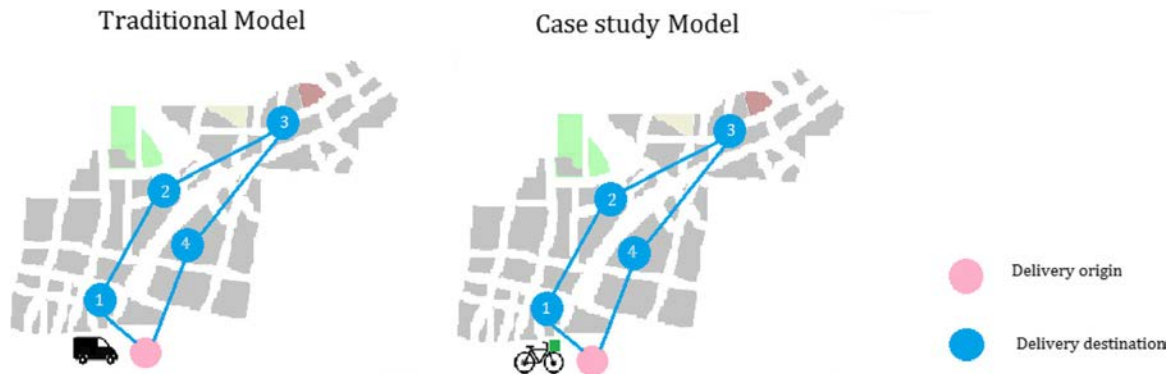 Traditional Model
Case study Model
3
3
2
2
4
4
1
1
Delivery origin
Delivery destination